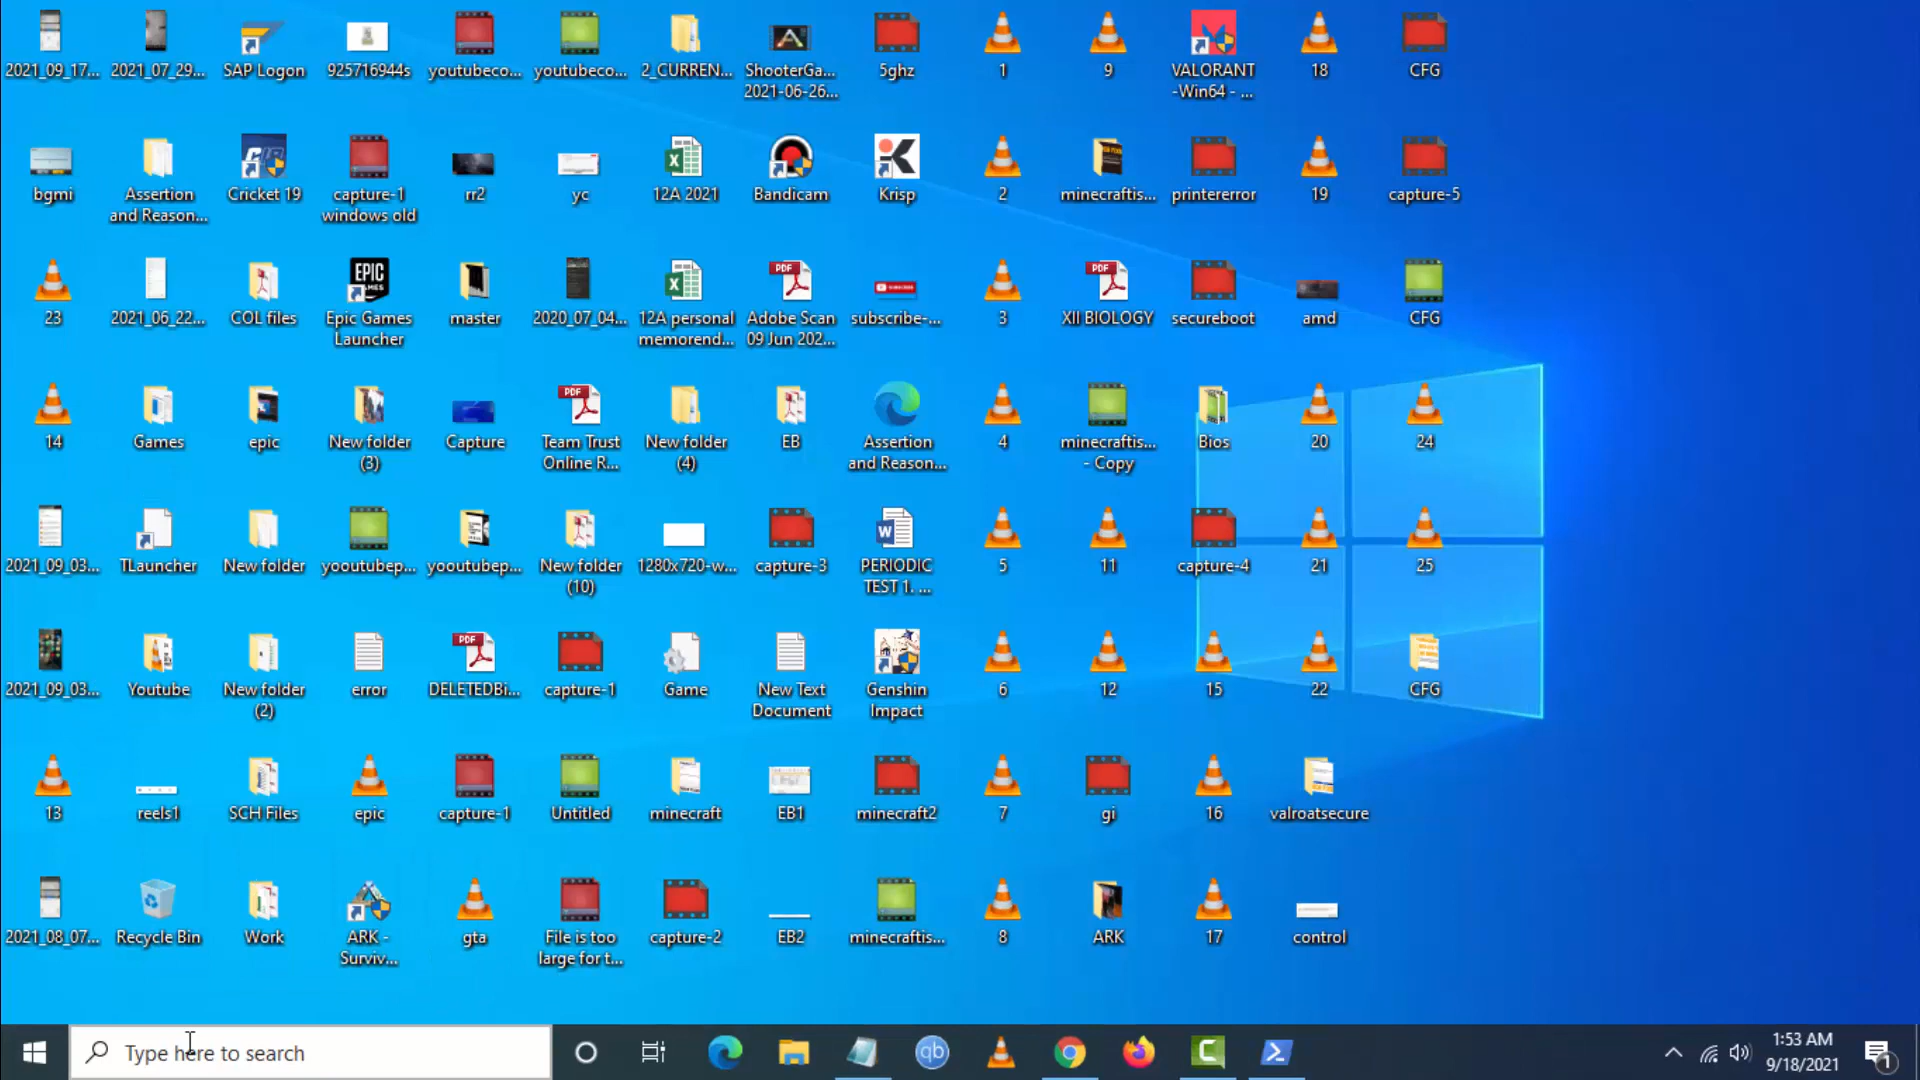 2021_09_17... 2021_07_29... SAP Logon 925716944s youtubeco... youtubeco... 2_CURREN... ShooterGa... 5ghz 1 9 VALORANT 18 CFG
2021-06-26... -Win64 - ...
bgmi Assertion Cricket 19 capture-1 rr2 yc 12A 2021 Bandicam Krisp 2 minecraftis... printererror 19 capture-5
and Reason... windows old
23 2021_06_22... COL files Epic Games master 2020_07_04... 12A personal Adobe Scan subscribe-... 3 XII BIOLOGY secureboot amd CFG
Launcher memorend... 09 Jun 202...
14 Games epic New folder Capture Team Trust New folder EB Assertion 4 minecraftis... Bios 20 24
(3) Online R... (4) and Reason... - Copy
2021_09_03... TLauncher New folder yooutubep... yooutubep... New folder 1280x720-w... capture-3 PERIODIC 5 11 capture-4 21 25
(10) TEST 1. ...
2021_09_03... Youtube New folder error DELETEDBi... capture-1 Game New Text Genshin 6 12 15 22 CFG
(2) Document Impact
13 reels1 SCH Files epic capture-1 Untitled minecraft EB1 minecraft2 7 gi 16 valroatsecure
2021_08_07... Recycle Bin Work ARK - gta File is too capture-2 EB2 minecraftis... 8 ARK 17 control
Surviv... large for t...
Type here to search
1:53 AM
9/18/2021
1